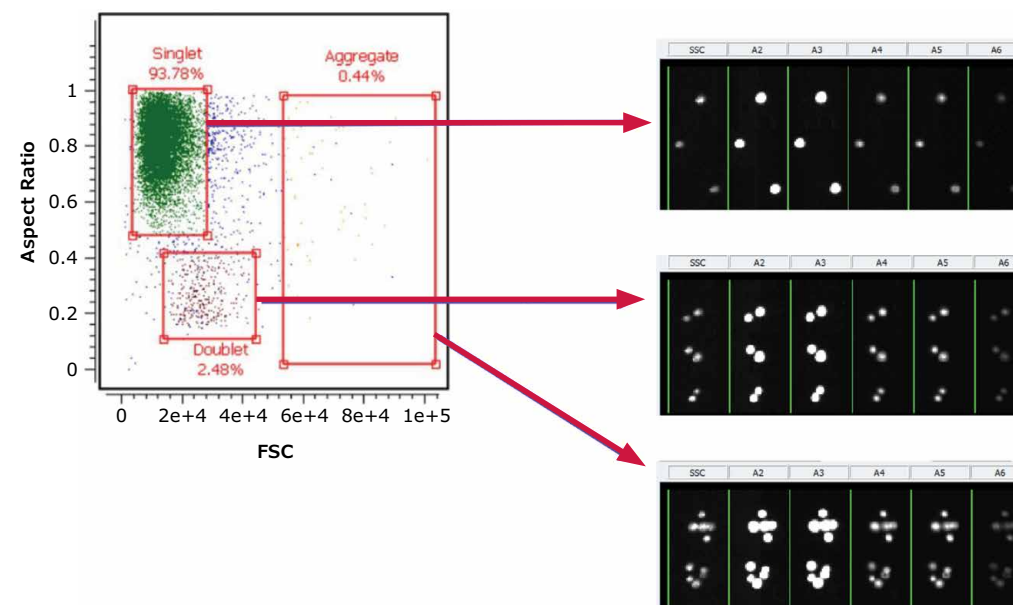 Singlet
93.78%
Aggregate
0.44%
1
0.8
0.6
0.4
0.2
0
Aspect Ratio
Doublet
2.48%
0 2e+4 4e+4 6e+4 8e+4 1e+5
FSC
SSC A2 A3 A4 A5 A6
SSC A2 A3 A4 A5 A6
SSC A2 A3 A4 A5 A6